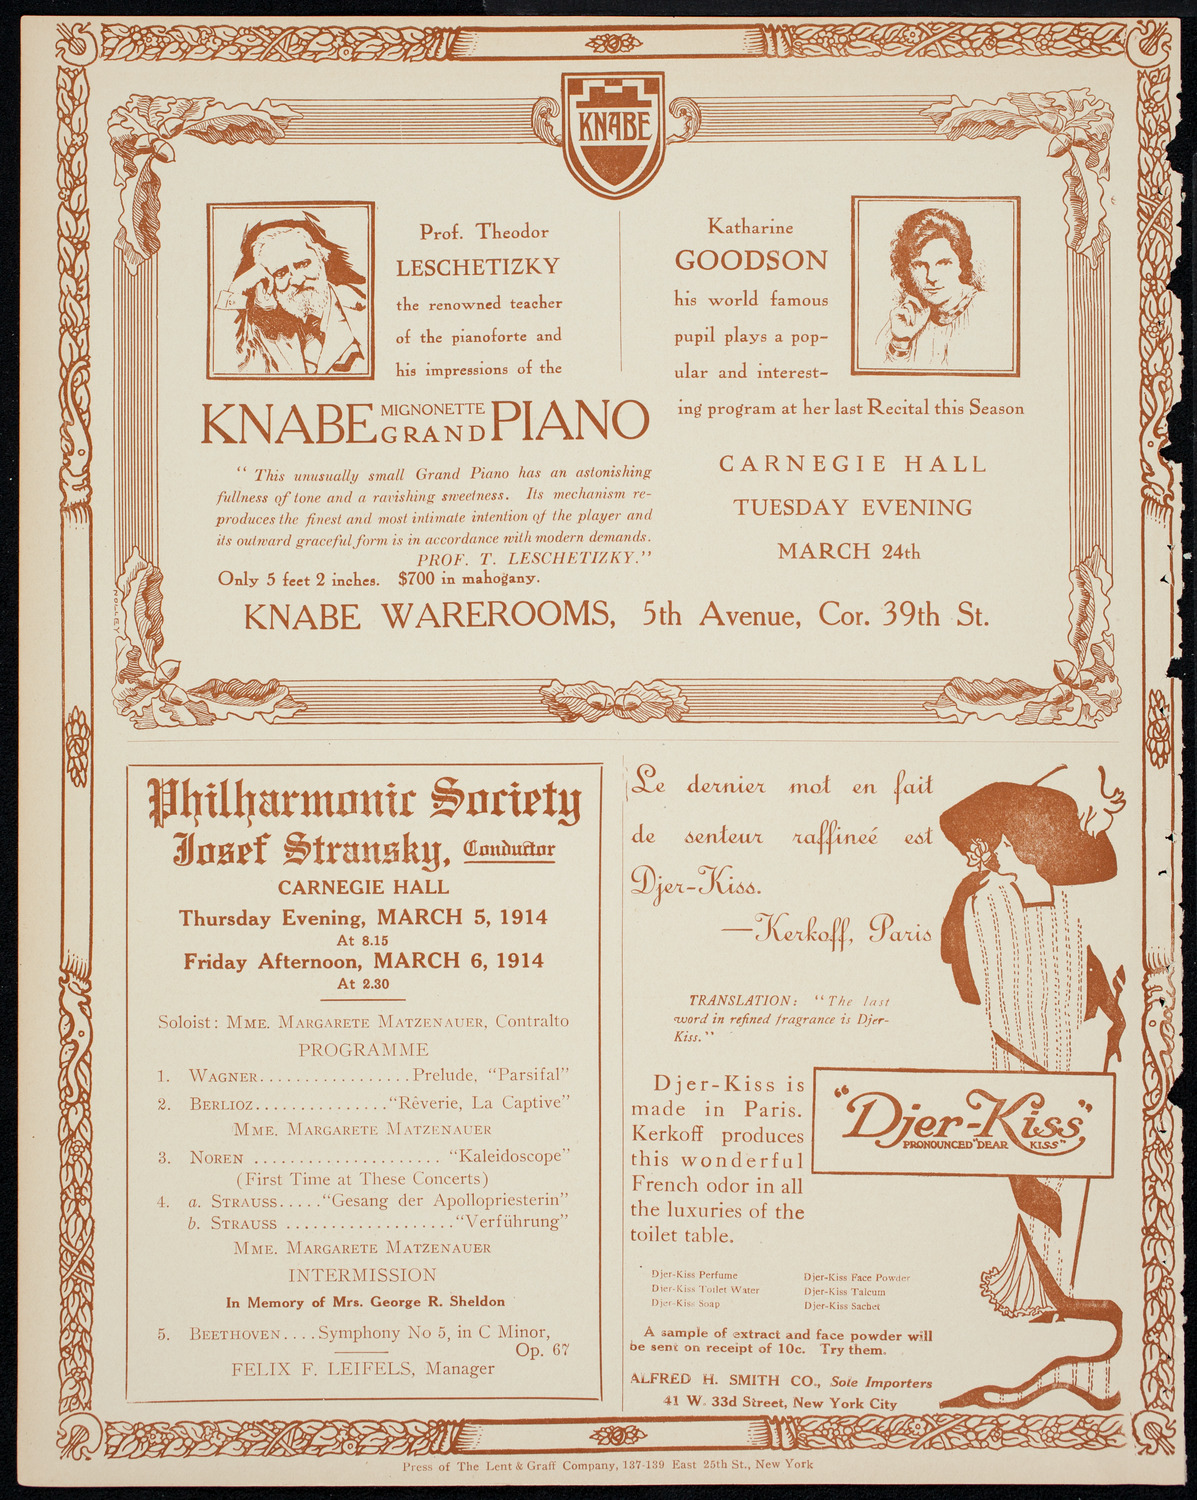 KNABE
Prof. Theodor
LESCHETIZKY
the renowned teacher
of the pianoforte and
his impressions of the
KNABE MIGNONETTE GRAND PIANO
“ This unusually small Grand Piano has an astonishing
fullness of tone and a ravishing sweetness. Its mechanism re-
produces the finest and most intimate intention of the player and
its outward graceful form is in accordance with modern demands.
PROF. T. LESCHETIZKY.”
Only 5 feet 2 inches. $700 in mahogany.
Katharine
GOODSON
his world famous
pupil plays a pop-
ular and interest-
ing program at her last Recital this Season
CARNEGIE HALL
TUESDAY EVENING
MARCH 24th
KNABE WAREROOMS, 5th Avenue, Cor. 39th St.
NOLLEY
Philharmonic Society
Josef Stransky, Conductor
CARNEGIE HALL
Thursday Evening, MARCH 5, 1914
At 8.15
Friday Afternoon, MARCH 6, 1914
At 2.30
Soloist: MME. MARGARETE MATZENAUER, Contralto
PROGRAMME
1. WAGNER................Prelude, “Parsifal”
2. BERLIOZ...............“Rêverie, La Captive”
MME. MARGARETE MATZENAUER
3. NOREN ..................... “Kaleidoscope”
(First Time at These Concerts)
4. a. STRAUSS.....“Gesang der Apollopriesterin”
b. STRAUSS ...................“Verführung”
MME. MARGARETE MATZENAUER
INTERMISSION
In Memory of Mrs. George R. Sheldon
5. BEETHOVEN....Symphony No 5, in C Minor,
Op. 67
FELIX F. LEIFELS, Manager
Le dernier mot en fait
de senteur raffineé est
Djer-Kiss.
—Kerkoff, Paris
TRANSLATION: “The last
word in refined fragrance is Djer-
Kiss.”
Djer-Kiss is
made in Paris.
Kerkoff produces
this wonderful
French odor in all
the luxuries of the
toilet table.
“Djer-Kiss”
PRONOUNCED “DEAR KISS”
Djer-Kiss Perfume Djer-Kiss Face Powder
Djer-Kiss Toilet Water Djer-Kiss Talcum
Djer-Kiss Soap Djer-Kiss Sachet
A sample of extract and face powder will
be sent on receipt of 10c. Try them.
ALFRED H. SMITH CO., Sole Importers
41 W. 33d Street, New York City
Press of The Lent & Graff Company, 137-139 East 25th St., New York